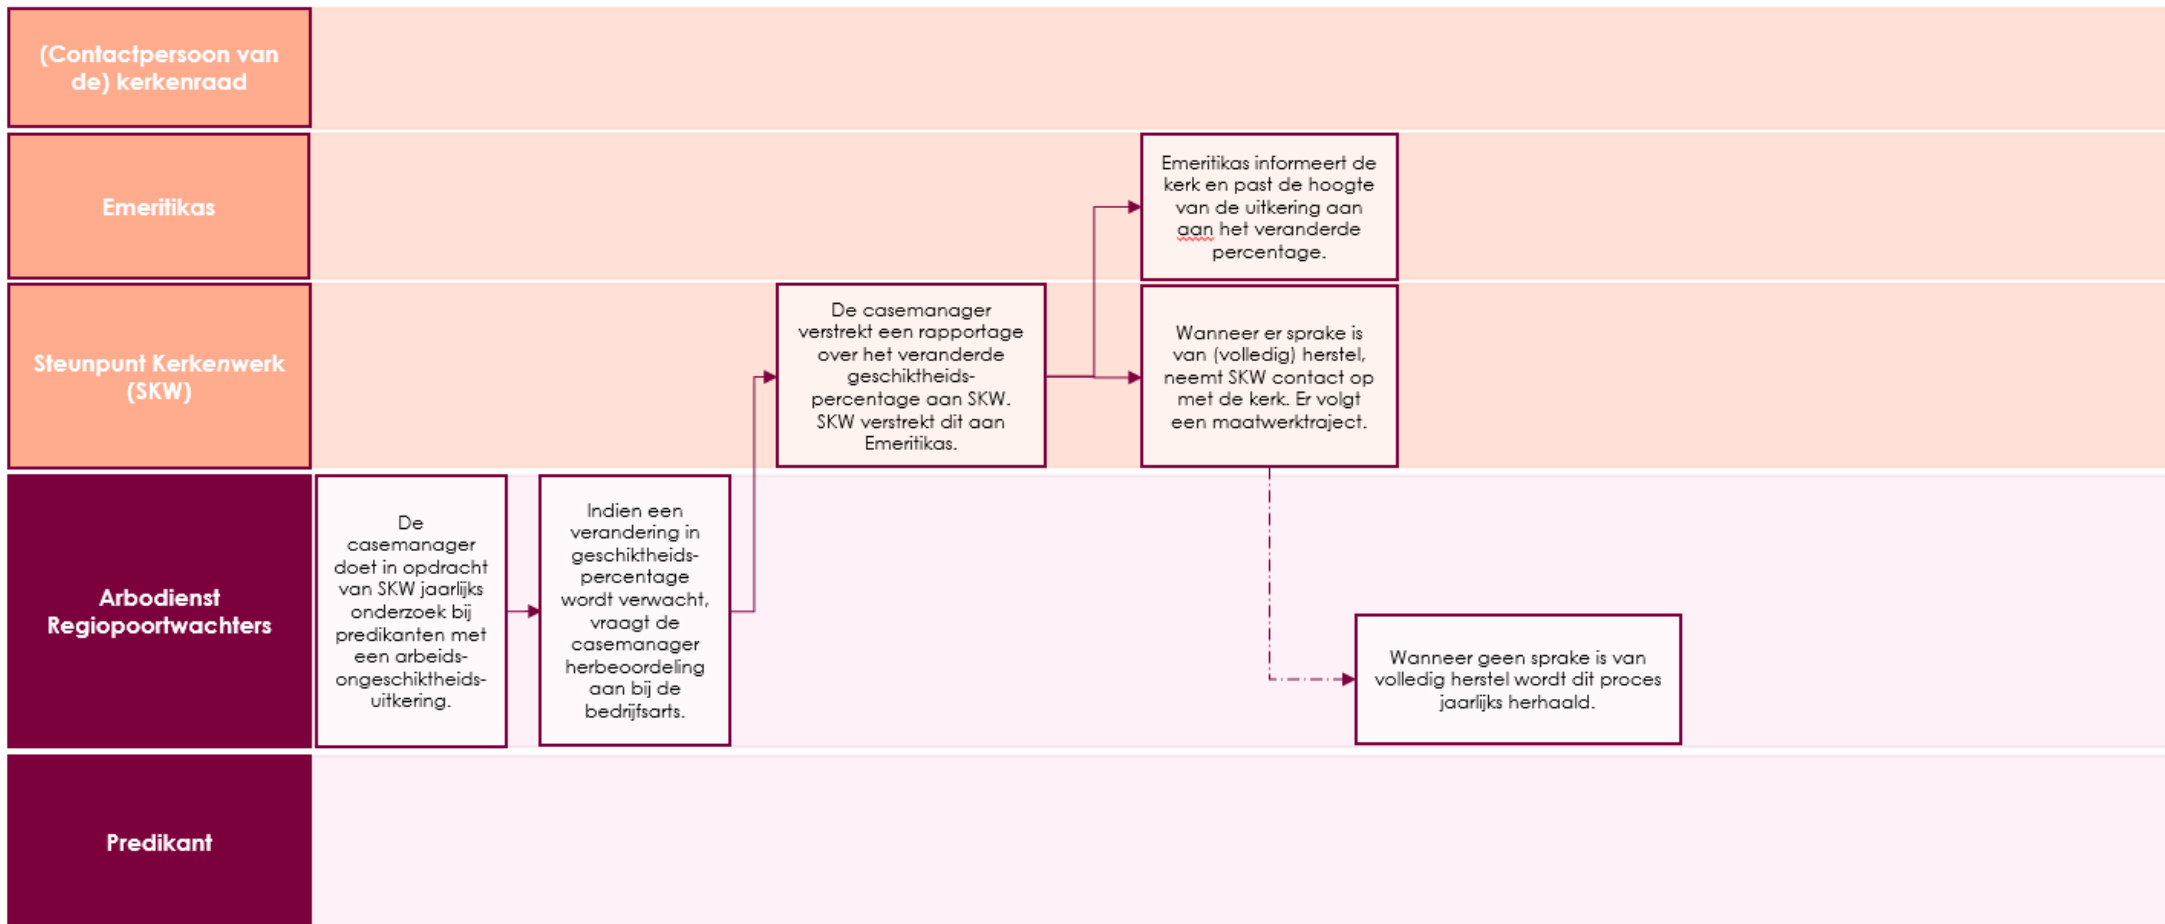 (Contactpersoon van
de) kerkenraad
Emeritikas
Emeritikas informeert de
kerk en past de hoogte
van de uitkering aan
aan het veranderde
percentage.
Steunpunt Kerkenwerk
(SKW)
De casemanager
verstrekt een rapportage
over het veranderde
geschiktheids-
percentage aan SKW.
SKW verstrekt dit aan
Emeritikas.
Wanneer er sprake is
van (volledig) herstel,
neemt SKW contact op
met de kerk. Er volgt
een maatwerktraject.
Arbodienst
Regiopoortwachters
De
casemanager
doet in opdracht
van SKW jaarlijks
onderzoek bij
predikanten met
een arbeids-
ongeschiktheids-
uitkering.
Indien een
verandering in
geschiktheids-
percentage
wordt verwacht,
vraagt de
casemanager
herbeoordeling
aan bij de
bedrijfsarts.
Wanneer geen sprake is van
volledig herstel wordt dit proces
jaarlijks herhaald.
Predikant